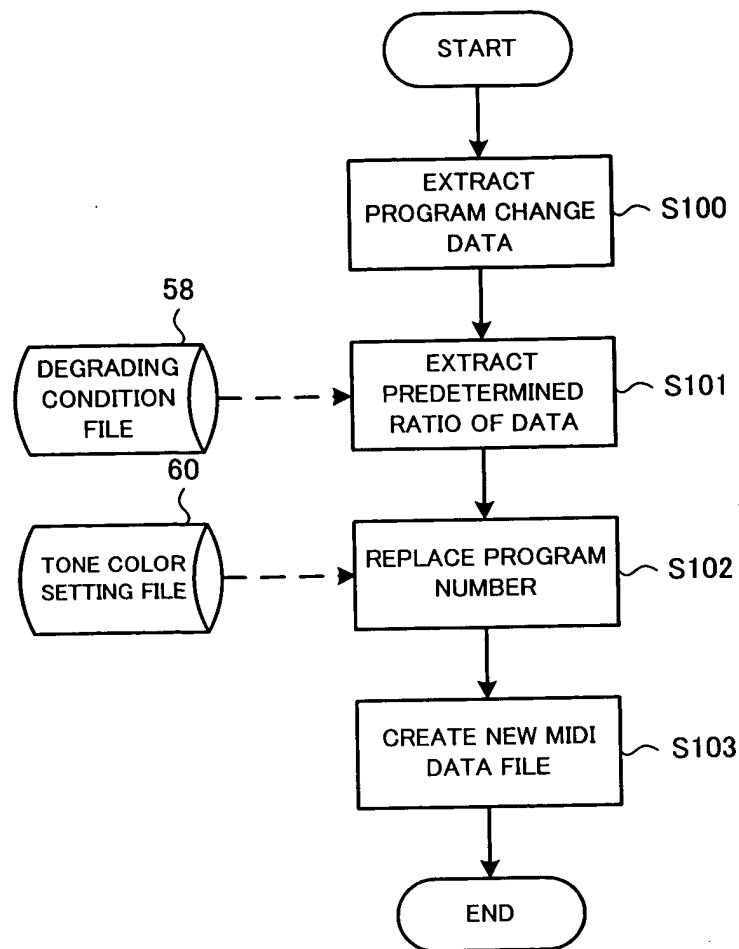 START
EXTRACT
PROGRAM CHANGE
DATA
S100
58
DEGRADING
CONDITION
FILE
EXTRACT
PREDETERMINED
RATIO OF DATA
S101
60
TONE COLOR
SETTING FILE
REPLACE PROGRAM
NUMBER
S102
CREATE NEW MIDI
DATA FILE
S103
END